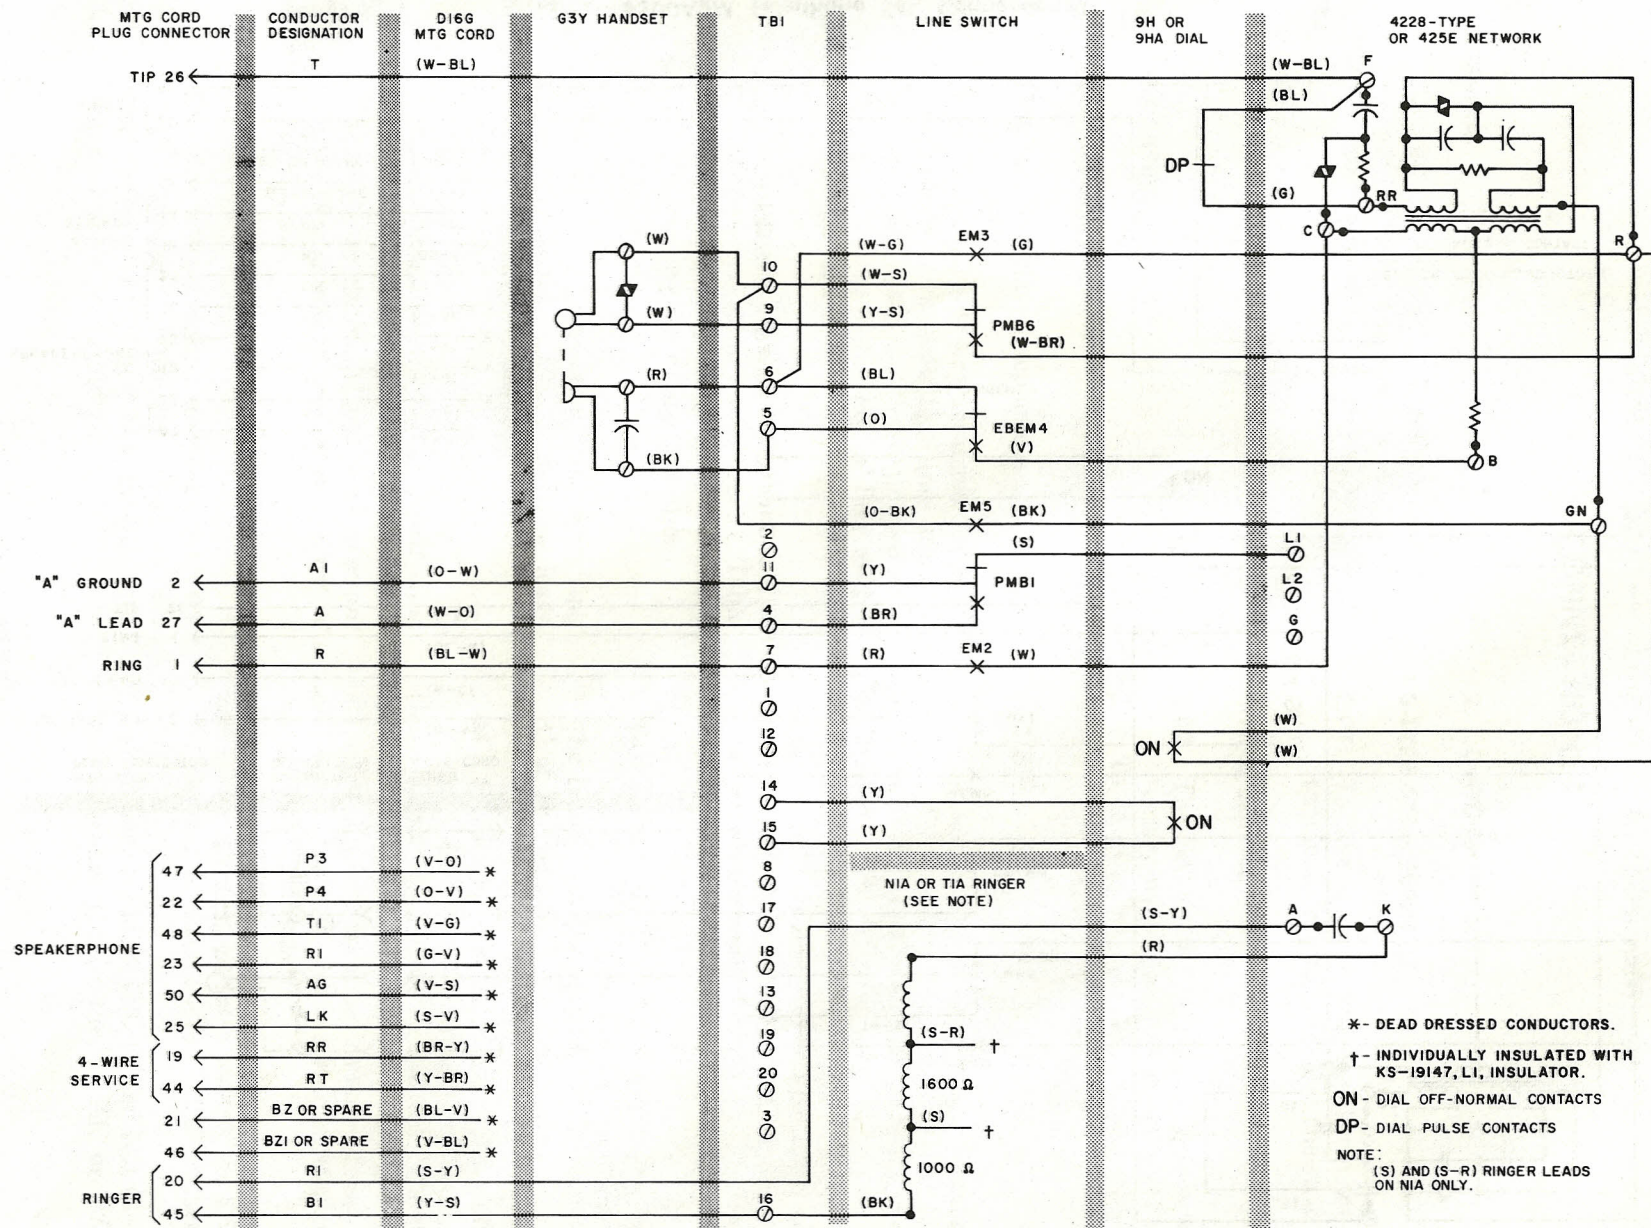 MTG CORD
PLUG CONNECTOR
CONDUCTOR
DESIGNATION
D16G
MTG CORD
G3Y HANDSET
TB1
LINE SWITCH
9H OR
9HA DIAL
4228-TYPE
OR 425E NETWORK
TIP 26
T
(W-BL)
(W-BL)
F
(BL)
DP
(G)
RR
C
R
(W)
10
(W-G)
EM3
(G)
(W-S)
(W)
9
(Y-S)
PMB6
(W-BR)
(R)
6
(BL)
5
(O)
EBEM4
(V)
B
(BK)
(O-BK)
EM5
(BK)
GN
2
(S)
L1
"A" GROUND 2
A1
(O-W)
11
(Y)
PMB1
L2
"A" LEAD 27
A
(W-O)
4
(BR)
G
RING 1
R
(BL-W)
7
(R)
EM2
(W)
1
12
ON
(W)
(W)
14
(Y)
ON
15
(Y)
SPEAKERPHONE
47
P3
(V-O)
*
8
N1A OR T1A RINGER
(SEE NOTE)
22
P4
(O-V)
*
48
T1
(V-G)
*
17
(S-Y)
A
K
23
R1
(G-V)
*
18
(R)
50
AG
(V-S)
*
13
25
LK
(S-V)
*
19
(S-R)
†
4-WIRE
SERVICE
19
RR
(BR-Y)
*
44
RT
(Y-BR)
*
20
1600 Ω
21
BZ OR SPARE
(BL-V)
*
3
(S)
†
46
BZ1 OR SPARE
(V-BL)
*
1000 Ω
RINGER
20
R1
(S-Y)
45
B1
(Y-S)
16
(BK)
*- DEAD DRESSED CONDUCTORS.
†- INDIVIDUALLY INSULATED WITH
KS-19147, L1, INSULATOR.
ON- DIAL OFF-NORMAL CONTACTS
DP- DIAL PULSE CONTACTS
NOTE:
(S) AND (S-R) RINGER LEADS
ON N1A ONLY.